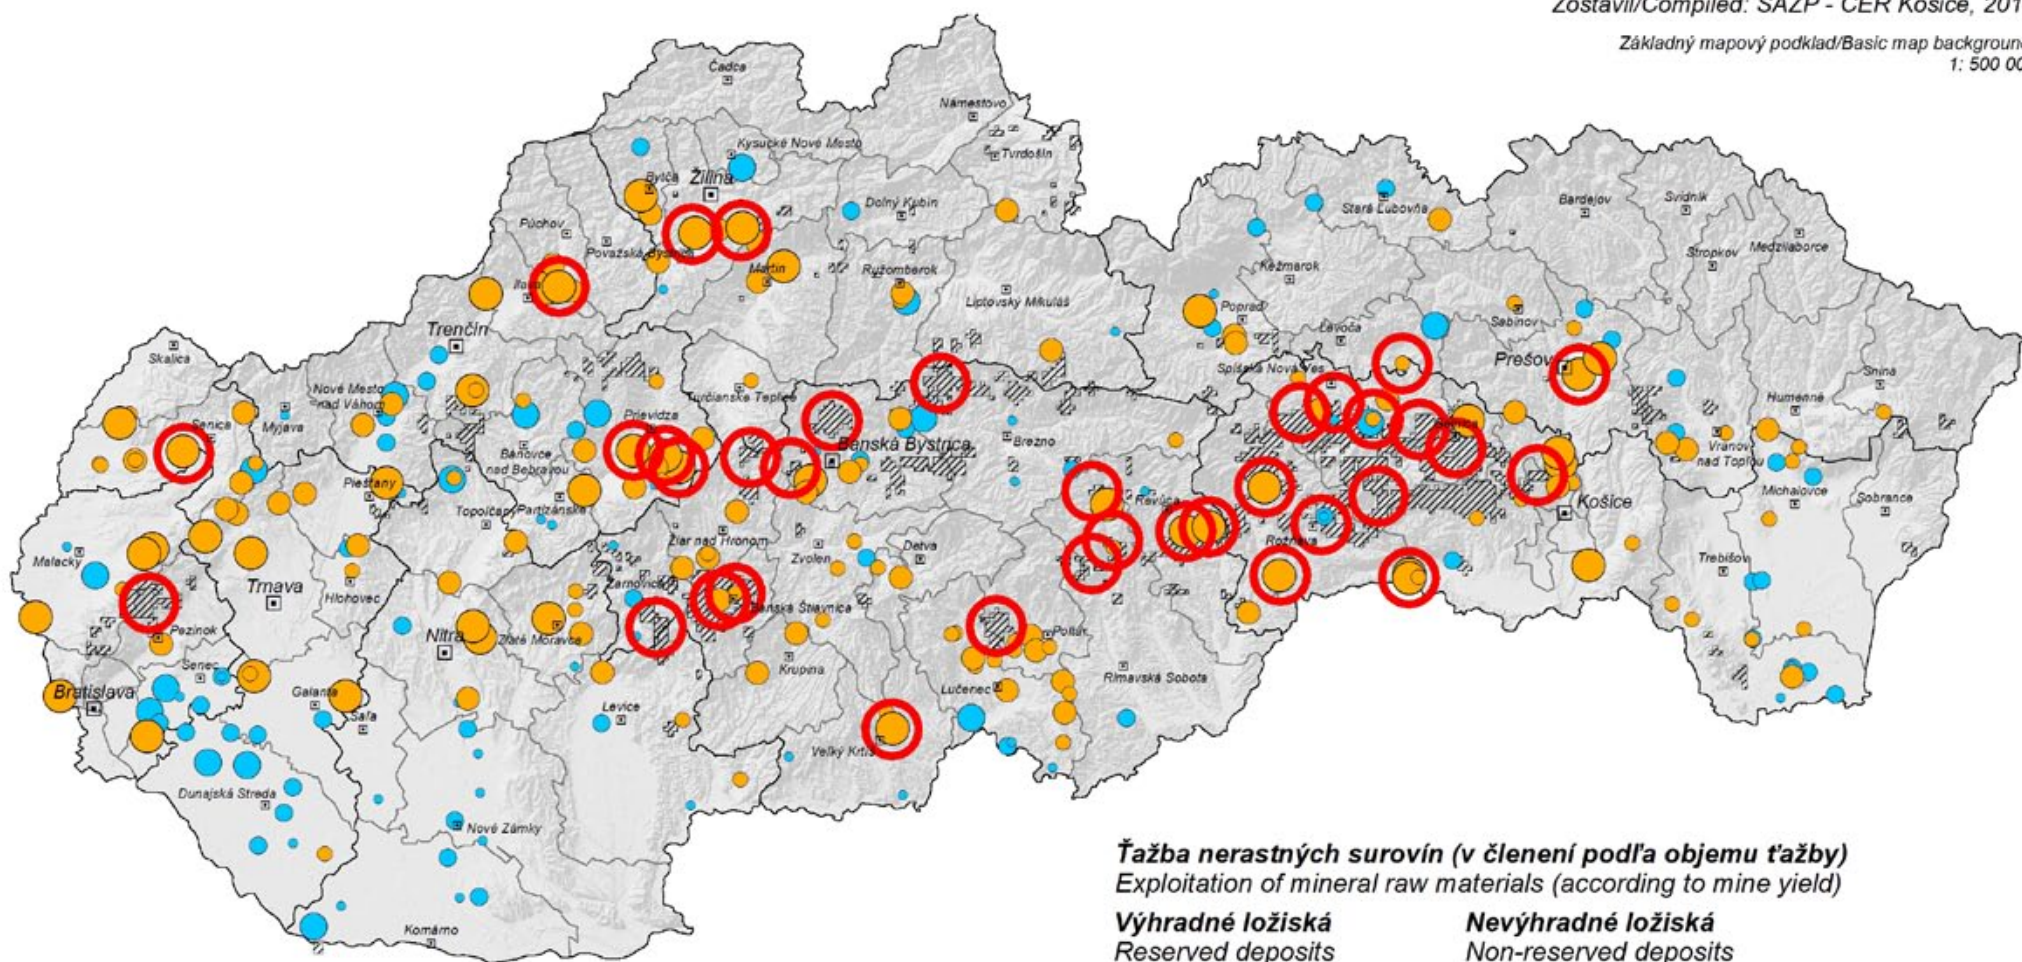 Zostavil/Compiled: SAŽP - CER Košice, 201
Základný mapový podklad/Basic map background
1: 500 00
Čadca
Námestovo
Kysucké Nové Mesto
Tvrdošín
Bytča
Žilina
Dolný Kubín
Stará Ľubovňa
Bardejov
Svidník
Púchov
Považská Bystrica
Stropkov
Medzilaborce
Martin
Ružomberok
Kežmarok
Ilava
Liptovský Mikuláš
Poprad
Trenčín
Levoča
Sabinov
Skalica
Prešov
Spišská Nová Ves
Snina
Nové Mesto
nad Váhom
Turčianske Teplice
Humenné
Senica
Myjava
Prievidza
Banská Bystrica
Brezno
Bánovce
nad Bebravou
Vranov
nad Topľou
Piešťany
Michalovce
Sobrance
Topoľčany
Partizánske
Revúca
Košice
Žiar nad Hronom
Zvolen
Detva
Rožňava
Malacky
Trebišov
Trnava
Hlohovec
Žarnovica
Banská Štiavnica
Pezinok
Nitra
Zlaté Moravce
Poltár
Senec
Krupina
Rimavská Sobota
Bratislava
Galanta
Lučenec
Šaľa
Levice
Veľký Krtíš
Dunajská Streda
Nové Zámky
Komárno
Ťažba nerastných surovín (v členení podľa objemu ťažby)
Exploitation of mineral raw materials (according to mine yield)
Výhradné ložiská
Nevýhradné ložiská
Reserved deposits
Non-reserved deposits